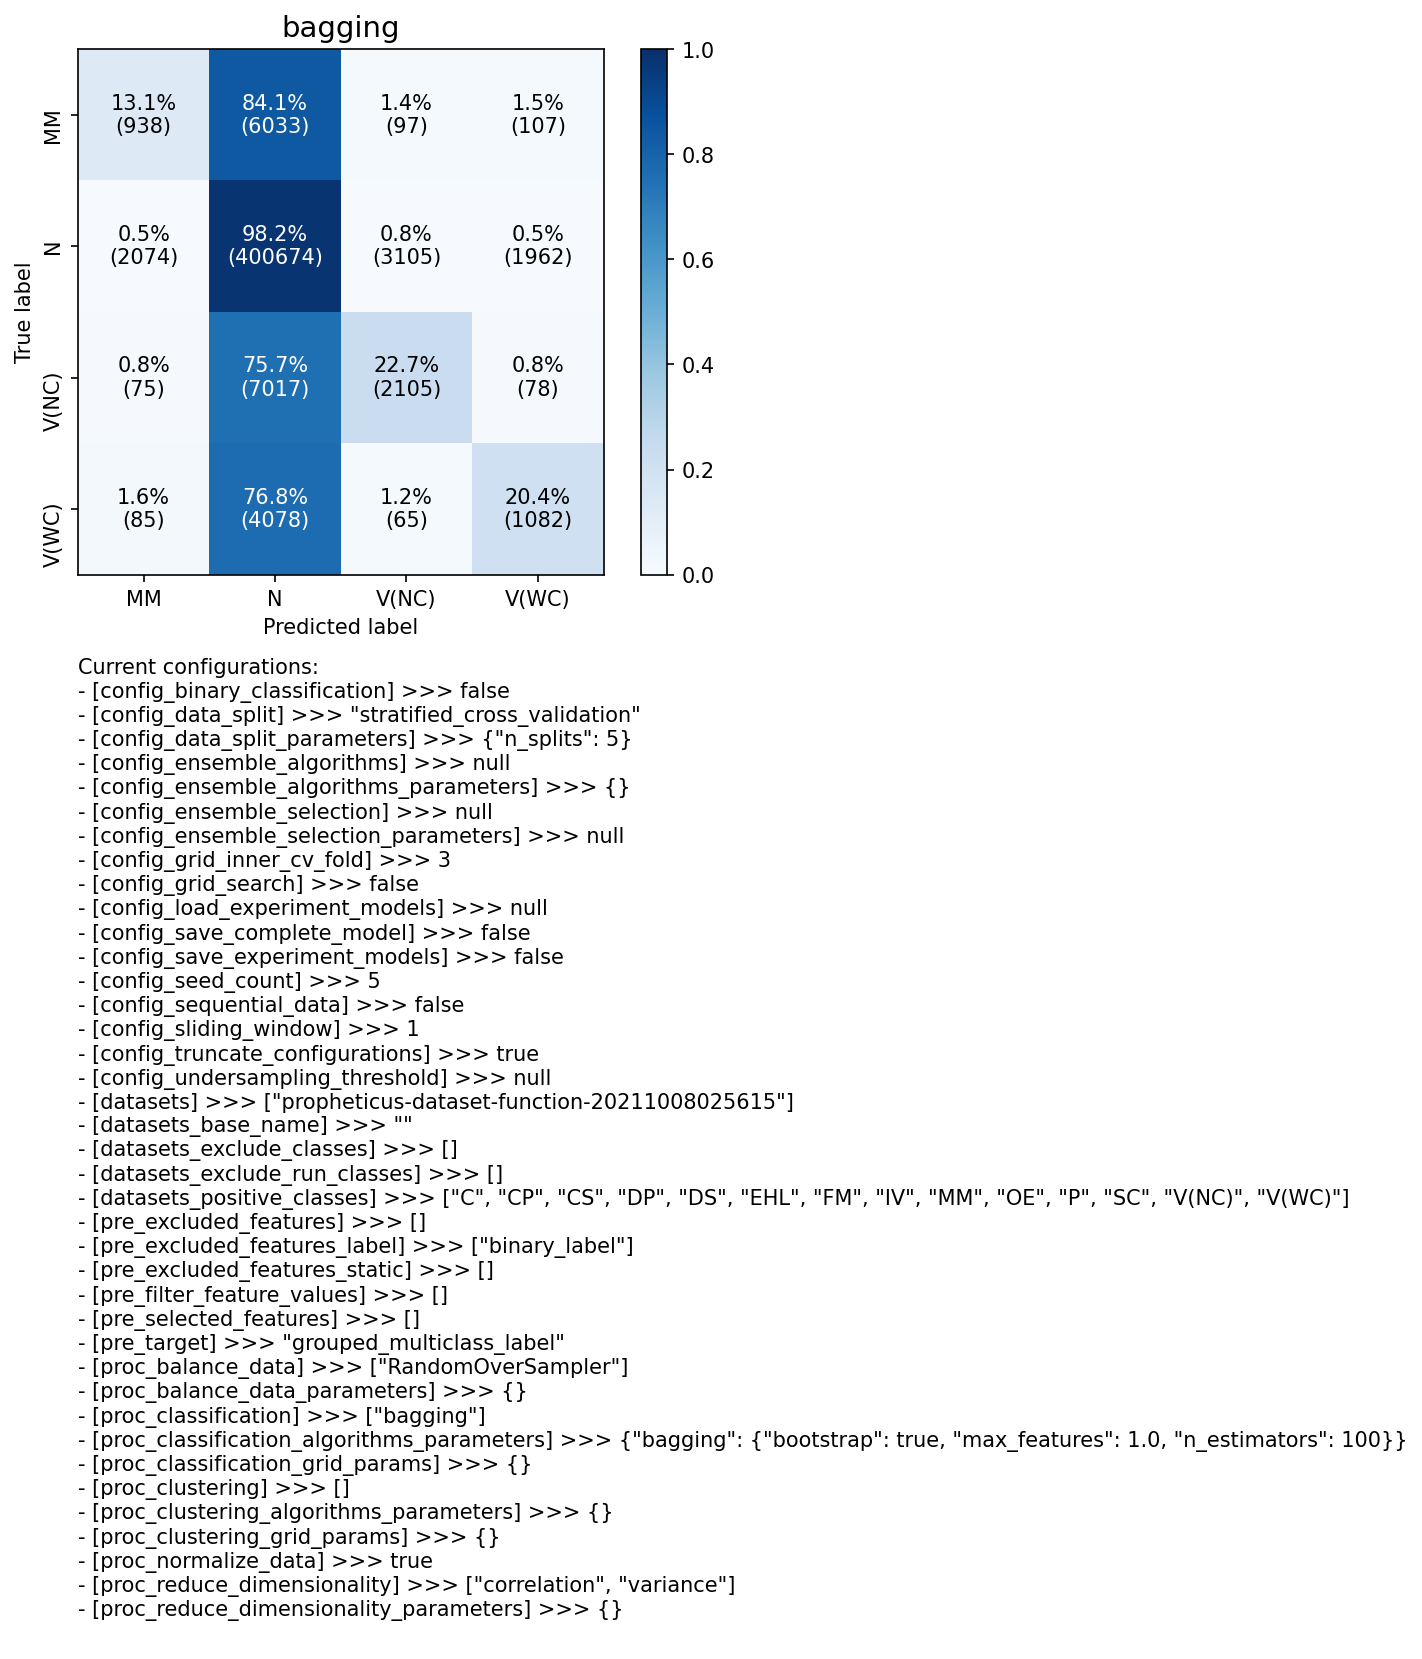 bagging
13.1%
(938)
84.1%
(6033)
1.4%
(97)
1.5%
(107)
0.5%
(2074)
98.2%
(400674)
0.8%
(3105)
0.5%
(1962)
0.8%
(75)
75.7%
(7017)
22.7%
(2105)
0.8%
(78)
1.6%
(85)
76.8%
(4078)
1.2%
(65)
20.4%
(1082)
True label
MM
N
V(NC)
V(WC)
MM
N
V(NC)
V(WC)
Predicted label
1.0
0.8
0.6
0.4
0.2
0.0
Current configurations:
- [config_binary_classification] >>> false
- [config_data_split] >>> "stratified_cross_validation"
- [config_data_split_parameters] >>> {"n_splits": 5}
- [config_ensemble_algorithms] >>> null
- [config_ensemble_algorithms_parameters] >>> {}
- [config_ensemble_selection] >>> null
- [config_ensemble_selection_parameters] >>> null
- [config_grid_inner_cv_fold] >>> 3
- [config_grid_search] >>> false
- [config_load_experiment_models] >>> null
- [config_save_complete_model] >>> false
- [config_save_experiment_models] >>> false
- [config_seed_count] >>> 5
- [config_sequential_data] >>> false
- [config_sliding_window] >>> 1
- [config_truncate_configurations] >>> true
- [config_undersampling_threshold] >>> null
- [datasets] >>> ["propheticus-dataset-function-20211008025615"]
- [datasets_base_name] >>> ""
- [datasets_exclude_classes] >>> []
- [datasets_exclude_run_classes] >>> []
- [datasets_positive_classes] >>> ["C", "CP", "CS", "DP", "DS", "EHL", "FM", "IV", "MM", "OE", "P", "SC", "V(NC)", "V(WC)"]
- [pre_excluded_features] >>> []
- [pre_excluded_features_label] >>> ["binary_label"]
- [pre_excluded_features_static] >>> []
- [pre_filter_feature_values] >>> []
- [pre_selected_features] >>> []
- [pre_target] >>> "grouped_multiclass_label"
- [proc_balance_data] >>> ["RandomOverSampler"]
- [proc_balance_data_parameters] >>> {}
- [proc_classification] >>> ["bagging"]
- [proc_classification_algorithms_parameters] >>> {"bagging": {"bootstrap": true, "max_features": 1.0, "n_estimators": 100}}
- [proc_classification_grid_params] >>> {}
- [proc_clustering] >>> []
- [proc_clustering_algorithms_parameters] >>> {}
- [proc_clustering_grid_params] >>> {}
- [proc_normalize_data] >>> true
- [proc_reduce_dimensionality] >>> ["correlation", "variance"]
- [proc_reduce_dimensionality_parameters] >>> {}